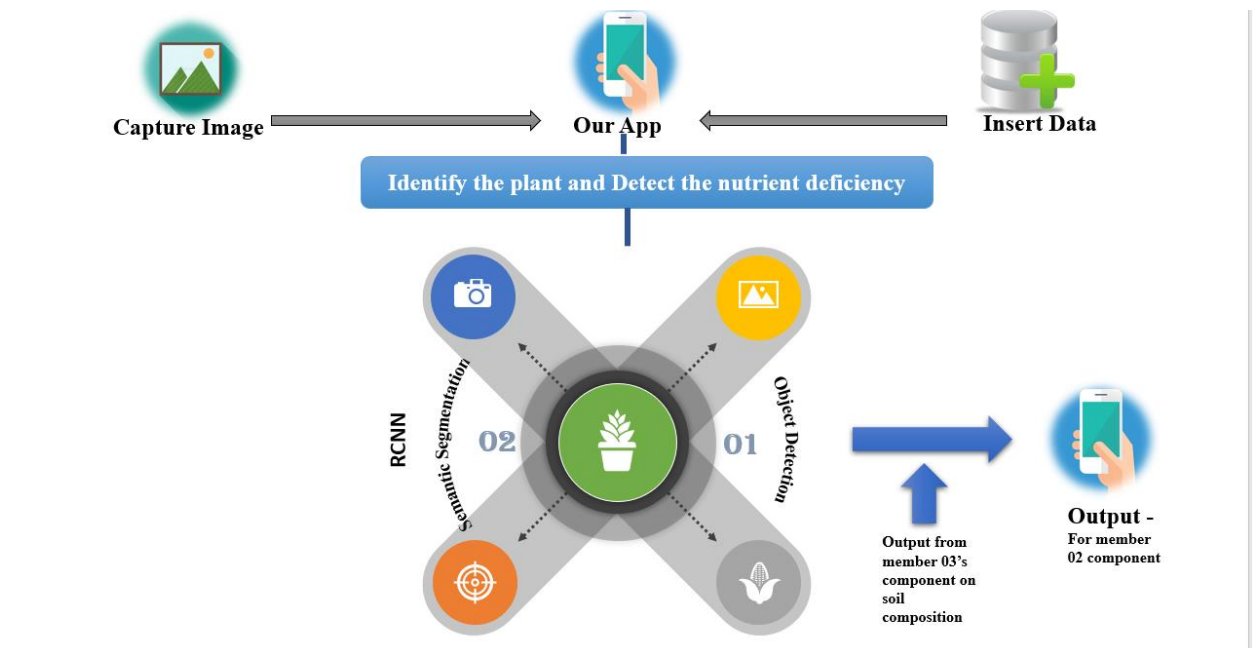 Capture Image
Our App
Insert Data
Identify the plant and Detect the nutrient deficiency
RCNN
Semantic Segmentation
02
01
Object Detection
Output from
member 03's
component on
soil
composition
Output -
For member
02 component